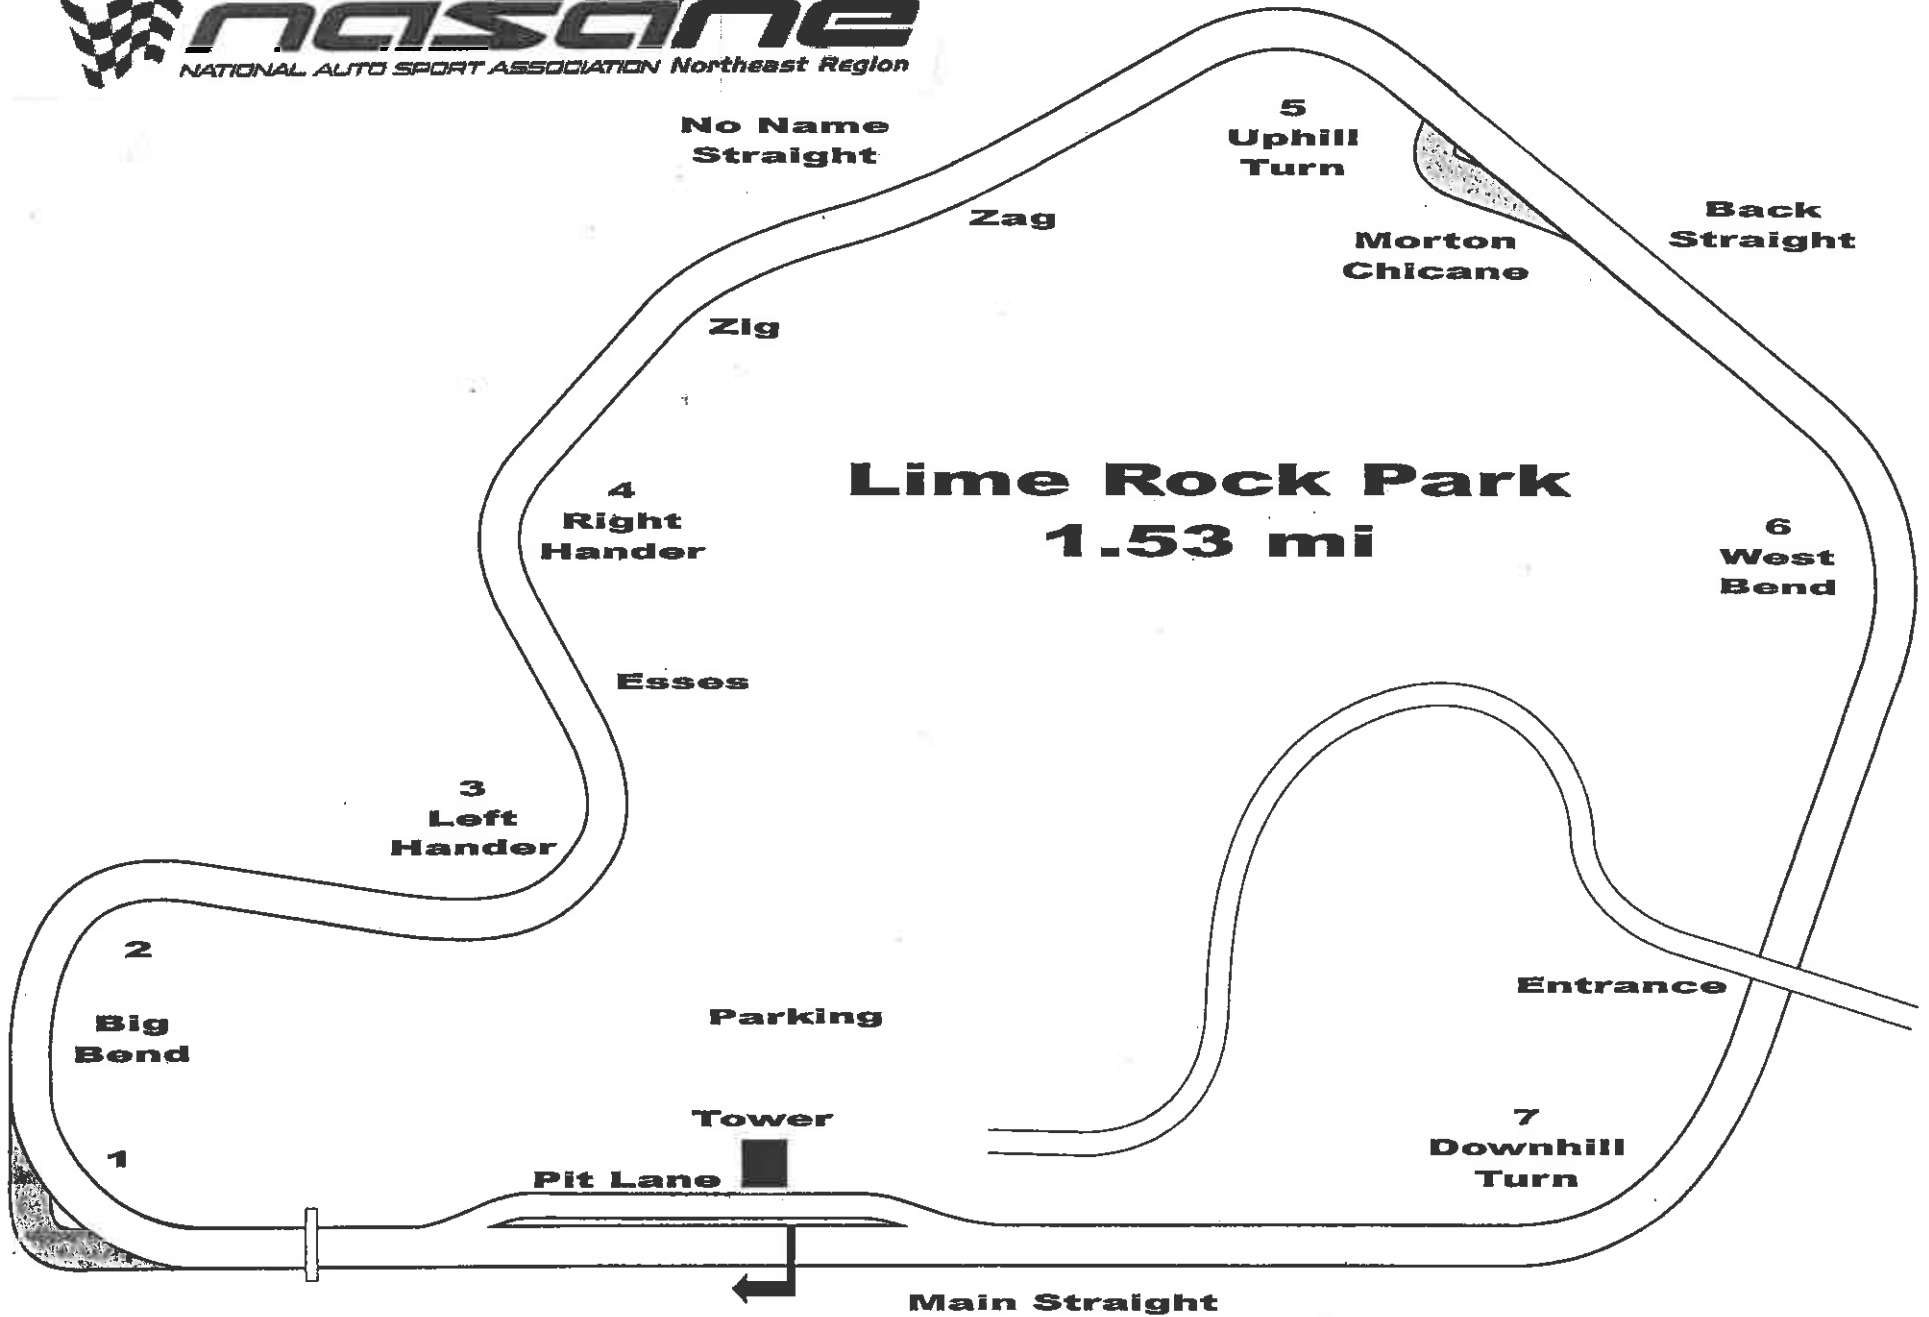 nasane
NATIONAL AUTO SPORT ASSOCIATION Northeast Region
No Name
Straight
5
Uphill
Turn
Zag
Back
Straight
Morton
Chicane
Zig
Lime Rock Park
1.53 mi
4
Right
Hander
6
West
Bend
Esses
3
Left
Hander
2
Entrance
Parking
Big
Bend
Tower
7
Downhill
Turn
1
Pit Lane
Main Straight